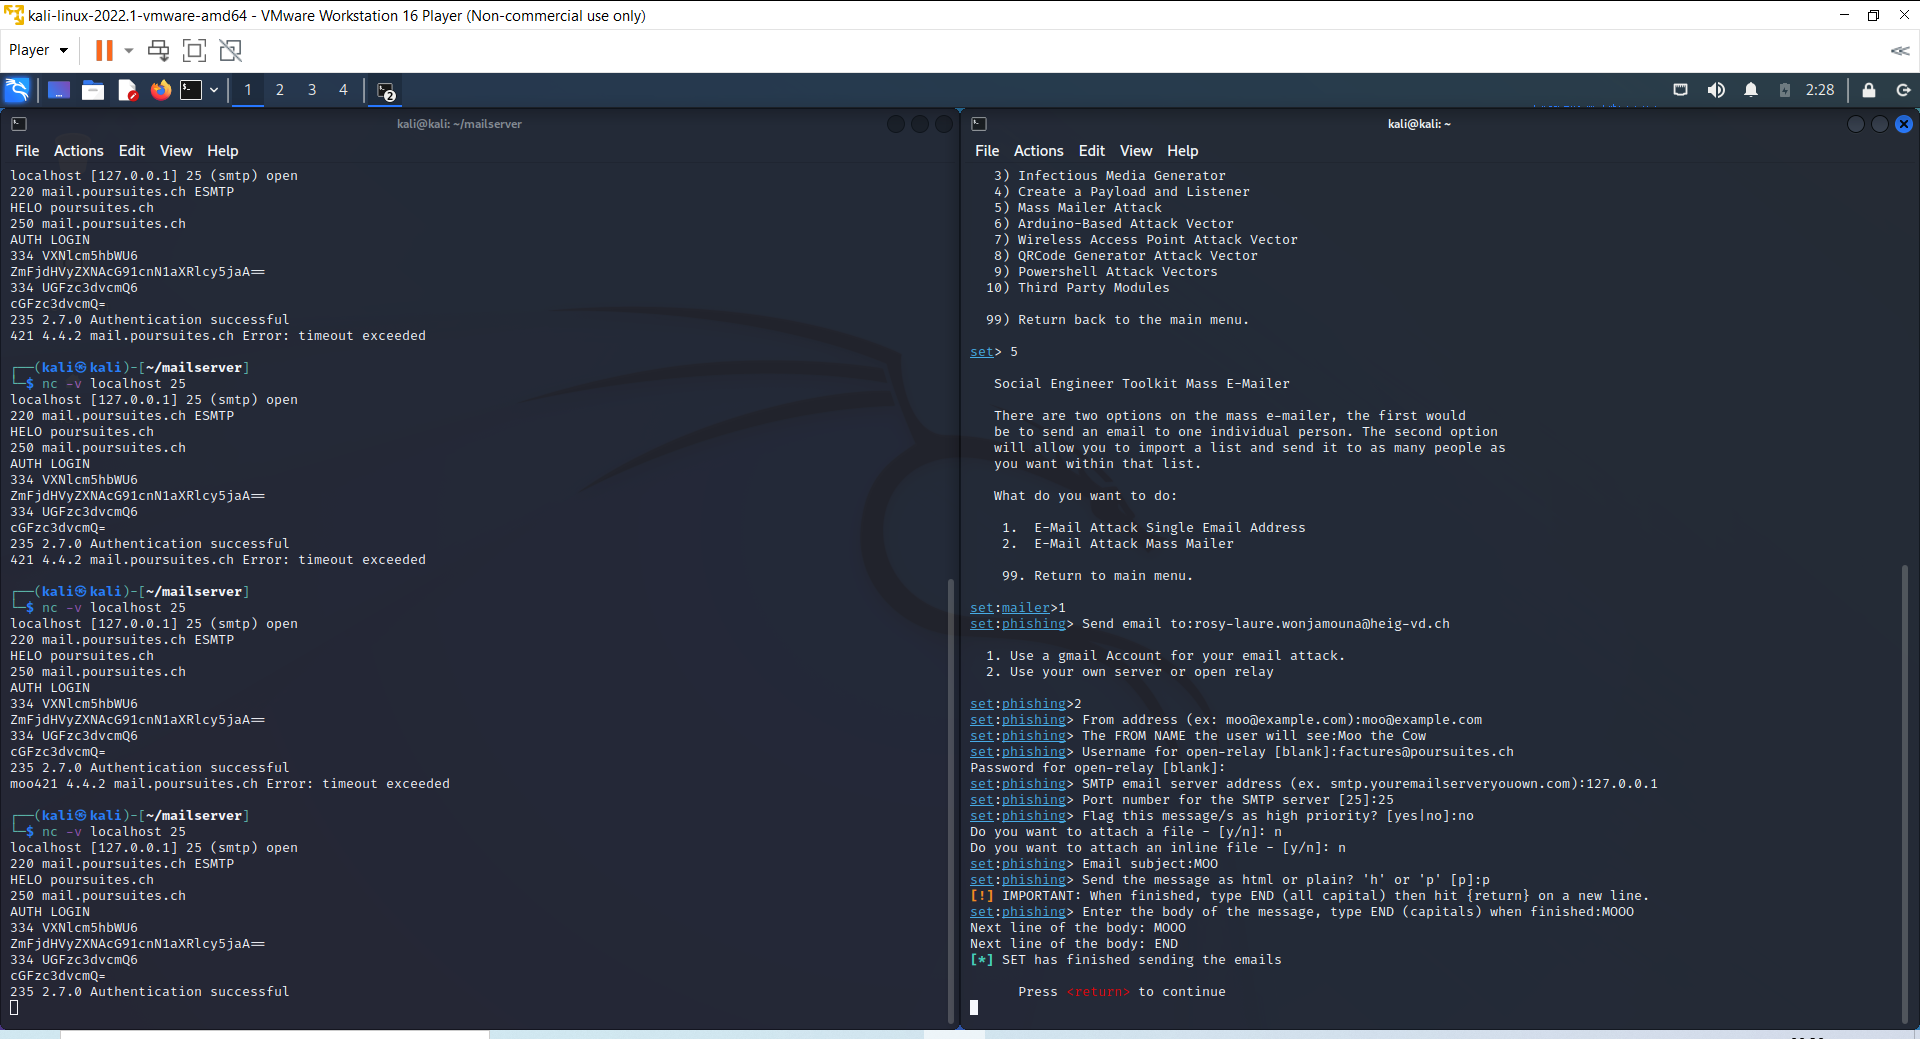 kali-linux-2022.1-vmware-amd64 - VMware Workstation 16 Player (Non-commercial use only)
Player
1 2 3 4 2 2:28
kali@kali: ~/mailserver
File Actions Edit View Help
localhost [127.0.0.1] 25 (smtp) open
220 mail.poursuites.ch ESMTP
HELO poursuites.ch
250 mail.poursuites.ch
AUTH LOGIN
334 VXNlcm5hbWU6
ZmFjdHVyZXNAcG91cnN1aXRlcy5jaA==
334 UGFzc3dvcmQ6
cGFzc3dvcmQ=
235 2.7.0 Authentication successful
421 4.4.2 mail.poursuites.ch Error: timeout exceeded
┌──(kali㉿kali)-[~/mailserver]
└─$ nc -v localhost 25
localhost [127.0.0.1] 25 (smtp) open
220 mail.poursuites.ch ESMTP
HELO poursuites.ch
250 mail.poursuites.ch
AUTH LOGIN
334 VXNlcm5hbWU6
ZmFjdHVyZXNAcG91cnN1aXRlcy5jaA==
334 UGFzc3dvcmQ6
cGFzc3dvcmQ=
235 2.7.0 Authentication successful
421 4.4.2 mail.poursuites.ch Error: timeout exceeded
┌──(kali㉿kali)-[~/mailserver]
└─$ nc -v localhost 25
localhost [127.0.0.1] 25 (smtp) open
220 mail.poursuites.ch ESMTP
HELO poursuites.ch
250 mail.poursuites.ch
AUTH LOGIN
334 VXNlcm5hbWU6
ZmFjdHVyZXNAcG91cnN1aXRlcy5jaA==
334 UGFzc3dvcmQ6
cGFzc3dvcmQ=
235 2.7.0 Authentication successful
moo421 4.4.2 mail.poursuites.ch Error: timeout exceeded
┌──(kali㉿kali)-[~/mailserver]
└─$ nc -v localhost 25
localhost [127.0.0.1] 25 (smtp) open
220 mail.poursuites.ch ESMTP
HELO poursuites.ch
250 mail.poursuites.ch
AUTH LOGIN
334 VXNlcm5hbWU6
ZmFjdHVyZXNAcG91cnN1aXRlcy5jaA==
334 UGFzc3dvcmQ6
cGFzc3dvcmQ=
235 2.7.0 Authentication successful
kali@kali: ~
File Actions Edit View Help
3) Infectious Media Generator
4) Create a Payload and Listener
5) Mass Mailer Attack
6) Arduino-Based Attack Vector
7) Wireless Access Point Attack Vector
8) QRCode Generator Attack Vector
9) Powershell Attack Vectors
10) Third Party Modules
99) Return back to the main menu.
set> 5
Social Engineer Toolkit Mass E-Mailer
There are two options on the mass e-mailer, the first would
be to send an email to one individual person. The second option
will allow you to import a list and send it to as many people as
you want within that list.
What do you want to do:
1. E-Mail Attack Single Email Address
2. E-Mail Attack Mass Mailer
99. Return to main menu.
set:mailer>1
set:phishing> Send email to:rosy-laure.wonjamouna@heig-vd.ch
1. Use a gmail Account for your email attack.
2. Use your own server or open relay
set:phishing>2
set:phishing> From address (ex: moo@example.com):moo@example.com
set:phishing> The FROM NAME the user will see:Moo the Cow
set:phishing> Username for open-relay [blank]:factures@poursuites.ch
Password for open-relay [blank]:
set:phishing> SMTP email server address (ex. smtp.youremailserveryouown.com):127.0.0.1
set:phishing> Port number for the SMTP server [25]:25
set:phishing> Flag this message/s as high priority? [yes|no]:no
Do you want to attach a file - [y/n]: n
Do you want to attach an inline file - [y/n]: n
set:phishing> Email subject:MOO
set:phishing> Send the message as html or plain? 'h' or 'p' [p]:p
[!] IMPORTANT: When finished, type END (all capital) then hit {return} on a new line.
set:phishing> Enter the body of the message, type END (capitals) when finished:MOOO
Next line of the body: MOOO
Next line of the body: END
[*] SET has finished sending the emails
Press <return> to continue